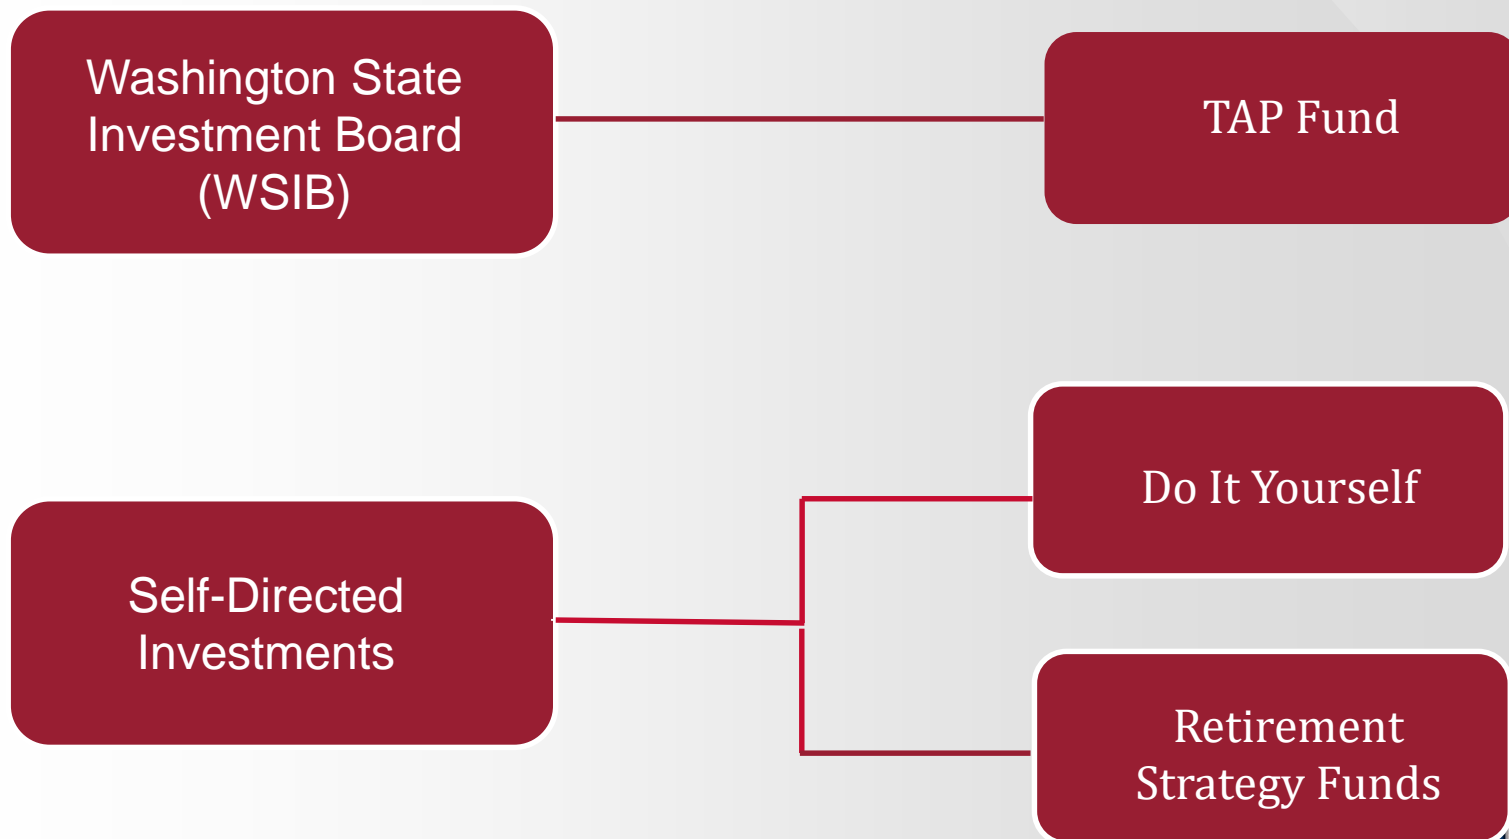 Washington State
Investment Board
(WSIB)
TAP Fund
Do It Yourself
Self-Directed
Investments
Retirement
Strategy Funds